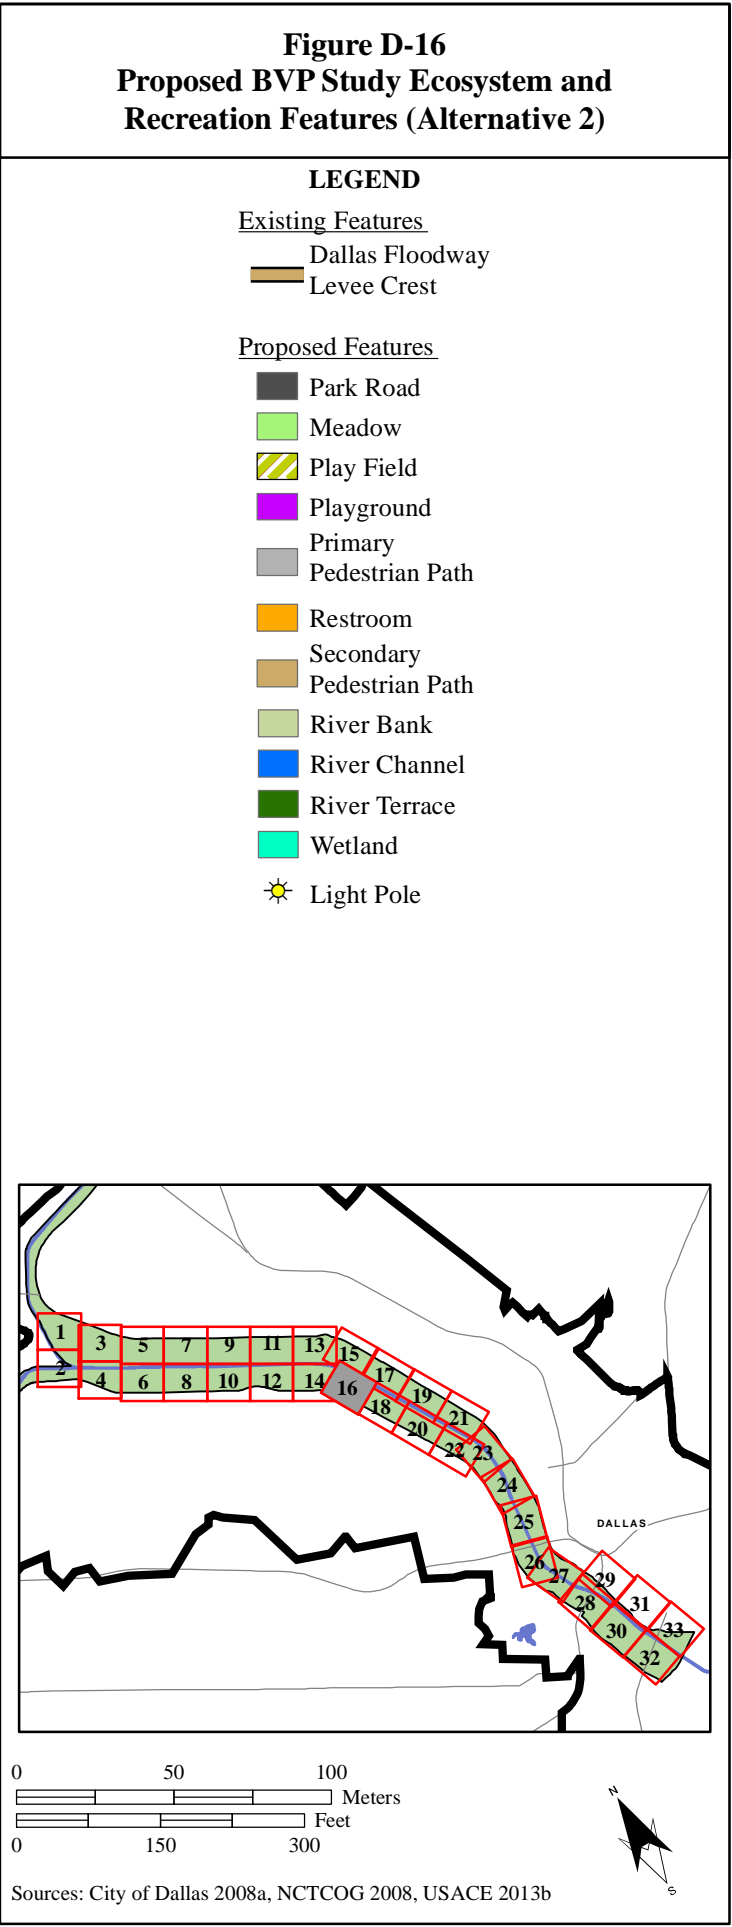 Figure D-16
Proposed BVP Study Ecosystem and
Recreation Features (Alternative 2)
LEGEND
Existing Features
Dallas Floodway
Levee Crest
Proposed Features
Park Road
Meadow
Play Field
Playground
Primary
Pedestrian Path
Restroom
Secondary
Pedestrian Path
River Bank
River Channel
River Terrace
Wetland
Light Pole
1
3
5
7
9
11
13
15
2
4
6
8
10
12
14
16
17
18
19
20
21
22
23
24
25
DALLAS
26
27
28
29
30
31
32
33
0 50 100
Meters
Feet
0 150 300
N
S
Sources: City of Dallas 2008a, NCTCOG 2008, USACE 2013b